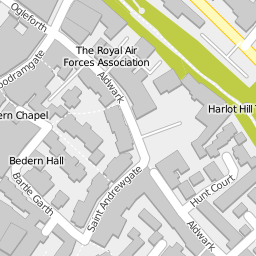 Ogleforth
The Royal Air
Forces Association
Aldwark
oodramgate
Harlot Hill T
ern Chapel
Bedern Hall
Bartle Garth
Saint Andrewgate
Hunt Court
Aldwark